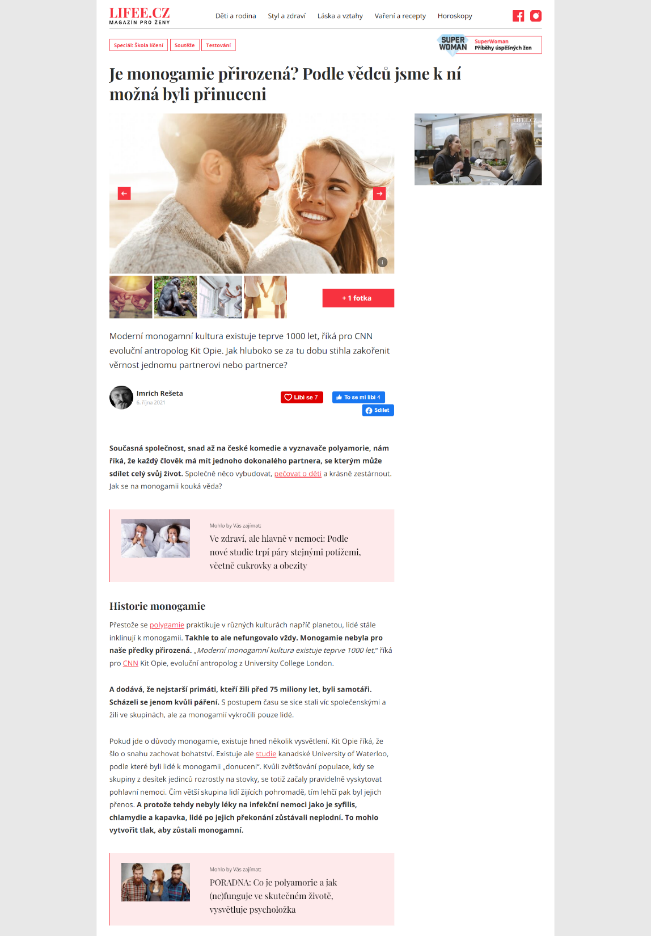 LIFEE.CZ
MAGAZÍN PRO ŽENY
Děti a rodina Styl a zdraví Láska a vztahy Vaření a recepty Horoskopy
Speciál: Škola líčení Soutěže Testování
SUPER WOMAN
SuperWoman
Příběhy úspěšných žen
Je monogamie přirozená? Podle vědců jsme k ní
možná byli přinuceni
+ 1 fotka
Moderní monogamní kultura existuje teprve 1000 let, říká pro CNN
evoluční antropolog Kit Opie. Jak hluboko se za tu dobu stihla zakořenit
věrnost jednomu partnerovi nebo partnerce?
Imrich Rešeta
Líbí se 7
To se mi líbí 4
Sdílet
Současná společnost, snad až na české komedie a vyznavače polyamorie, nám
říká, že každý člověk má mít jednoho dokonalého partnera, se kterým může
sdílet celý svůj život. Společně něco vybudovat, pečovat o děti a krásně zestárnout.
Jak se na monogamii kouká věda?
Mohlo by Vás zajímat:
Ve zdraví, ale hlavně v nemoci: Podle
nové studie trpí páry stejnými potížemi,
včetně cukrovky a obezity
Historie monogamie
Přestože se polygamie praktikuje v různých kulturách napříč planetou, lidé stále
inklinují k monogamii. Takhle to ale nefungovalo vždy. Monogamie nebyla pro
naše předky přirozená. „Moderní monogamní kultura existuje teprve 1000 let,“ říká
pro CNN Kit Opie, evoluční antropolog z University College London.
A dodává, že nejstarší primáti, kteří žili před 75 miliony let, byli samotáři.
Scházeli se jenom kvůli páření. S postupem času se sice stali víc společenskými a
žili ve skupinách, ale za monogamií vykročili pouze lidé.
Pokud jde o důvody monogamie, existuje hned několik vysvětlení. Kit Opie říká, že
šlo o snahu zachovat bohatství. Existuje ale studie kanadské University of Waterloo,
podle které byli lidé k monogamii „donuceni“. Kvůli zvětšování populace, kdy se
skupiny z desítek jedinců rozrostly na stovky, se totiž začaly pravidelně vyskytovat
pohlavní nemoci. Čím větší skupina lidí žijících pohromadě, tím lehčí pak byl jejich
přenos. A protože tehdy nebyly léky na infekční nemoci jako je syfilis,
chlamydie a kapavka, lidé po jejich překonání zůstávali neplodní. To mohlo
vytvořit tlak, aby zůstali monogamní.
Mohlo by Vás zajímat:
PORADNA: Co je polyamorie a jak
(ne)funguje ve skutečném životě,
vysvětluje psycholožka